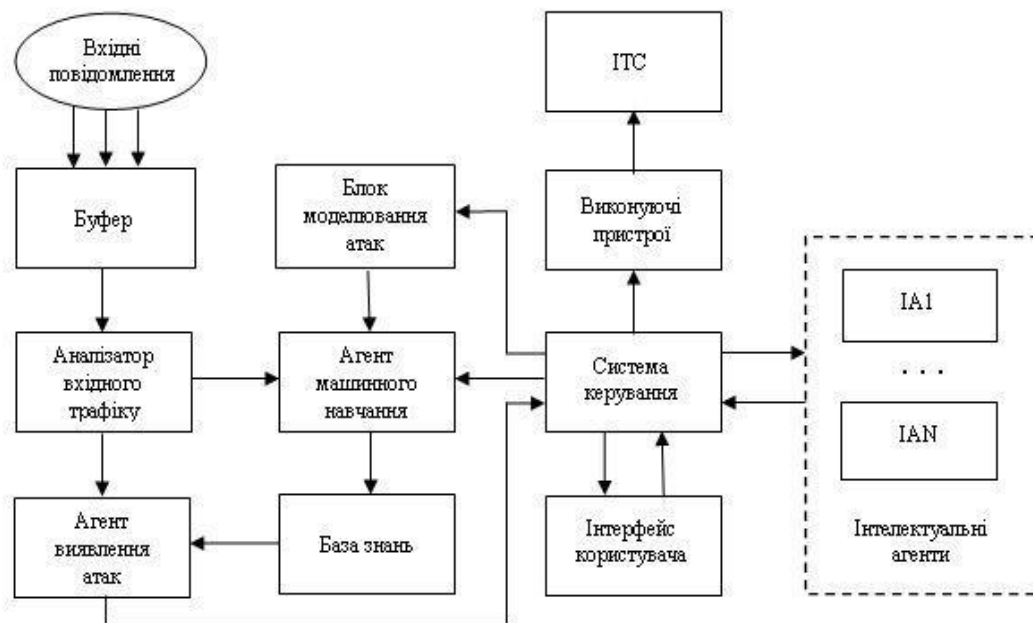 Вхідні
повідомлення
ІТС
Буфер
Блок
моделювання
атак
Виконуючі
пристрої
ІА1
Аналізатор
вхідного
трафіку
Агент
машинного
навчання
Система
керування
. . .
IAN
Агент
виявлення
атак
База знань
Інтерфейс
користувача
Інтелектуальні
агенти